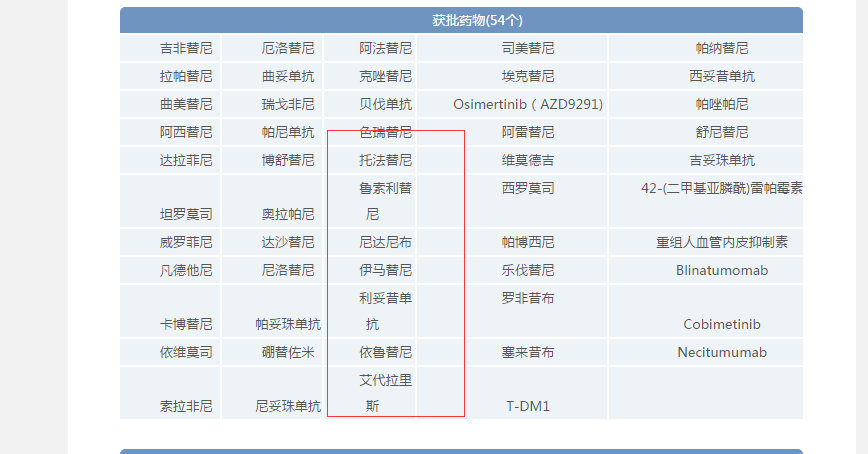 获批药物(54个)
吉非替尼 厄洛替尼 阿法替尼 司美替尼 帕纳替尼
拉帕替尼 曲妥单抗 克唑替尼 埃克替尼 西妥昔单抗
曲美替尼 瑞戈非尼 贝伐单抗 Osimertinib（AZD9291) 帕唑帕尼
阿西替尼 帕尼单抗 色瑞替尼 阿雷替尼 舒尼替尼
达拉菲尼 博舒替尼 托法替尼 维莫德吉 吉妥珠单抗
鲁索利替 西罗莫司 42-(二甲基亚膦酰)雷帕霉素
坦罗莫司 奥拉帕尼 尼
威罗菲尼 达沙替尼 尼达尼布 帕博西尼 重组人血管内皮抑制素
凡德他尼 尼洛替尼 伊马替尼 乐伐替尼 Blinatumomab
利妥昔单 罗非昔布
卡博替尼 帕妥珠单抗 抗 Cobimetinib
依维莫司 硼替佐米 依鲁替尼 塞来昔布 Necitumumab
艾代拉里
索拉非尼 尼妥珠单抗 斯 T-DM1